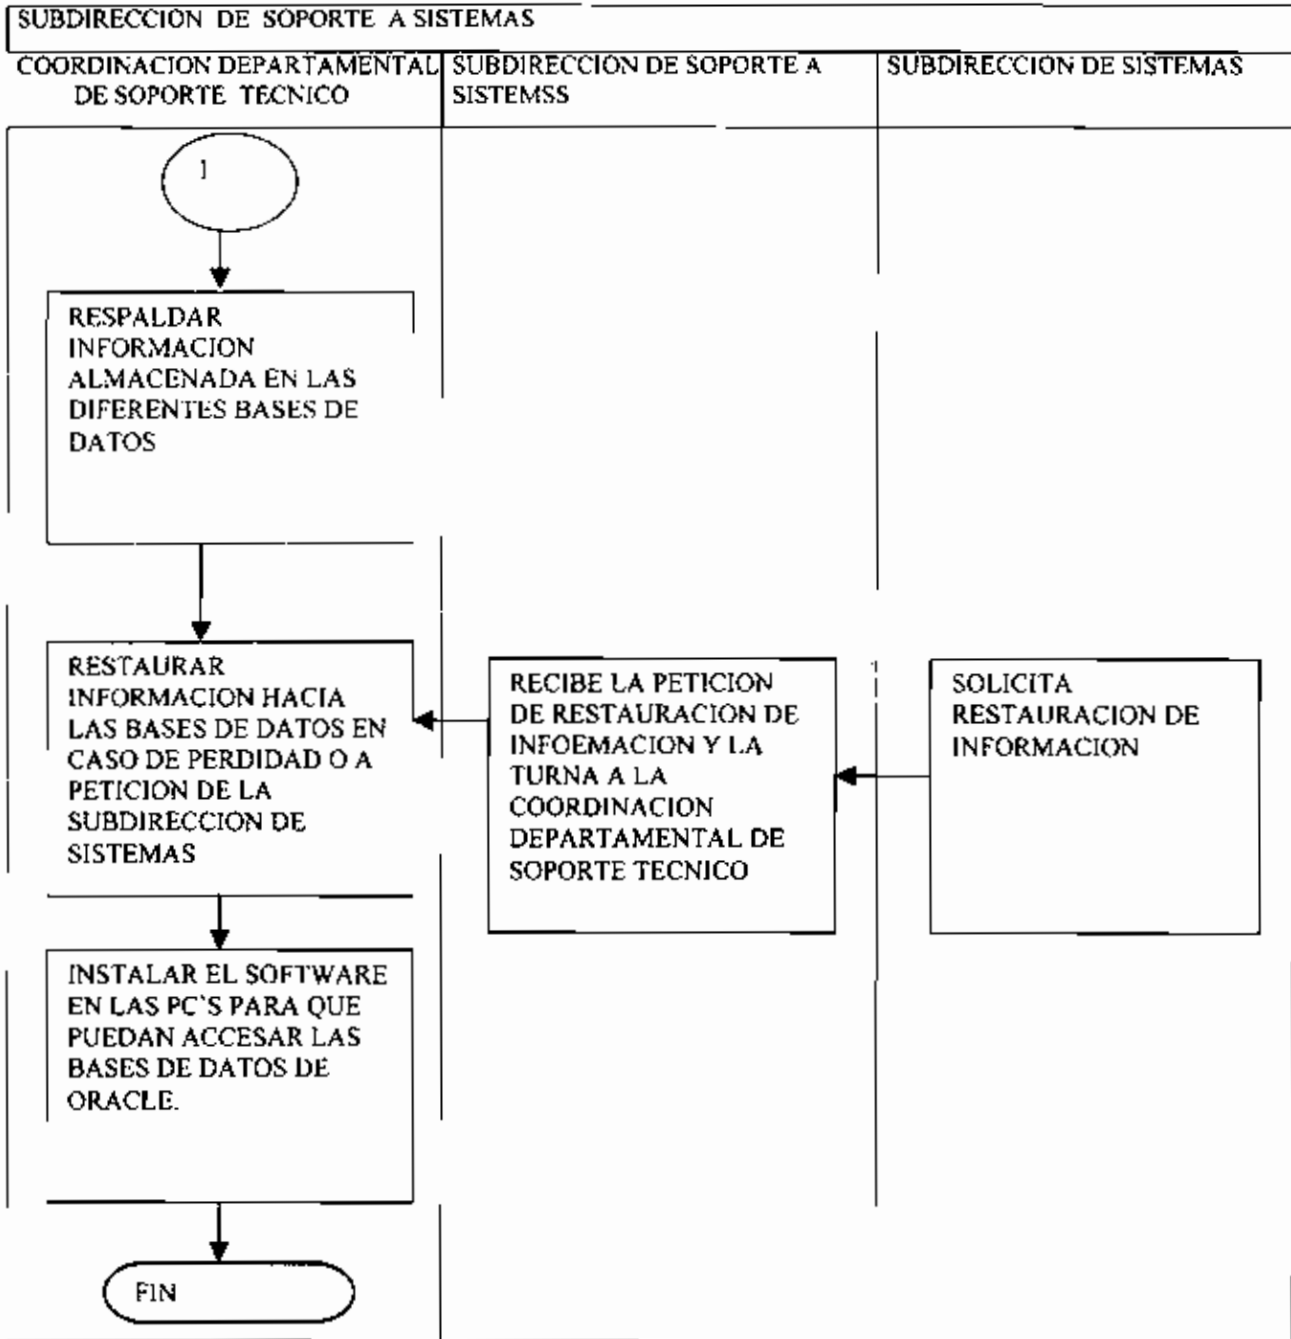 SUBDIRECCION DE SOPORTE A SISTEMAS
COORDINACION DEPARTAMENTAL
DE SOPORTE TECNICO
SUBDIRECCION DE SOPORTE A
SISTEMSS
SUBDIRECCION DE SISTEMAS
1
RESPALDAR
INFORMACION
ALMACENADA EN LAS
DIFERENTES BASES DE
DATOS
RESTAURAR
INFORMACION HACIA
LAS BASES DE DATOS EN
CASO DE PERDIDAD O A
PETICION DE LA
SUBDIRECCION DE
SISTEMAS
RECIBE LA PETICION
DE RESTAURACION DE
INFOEMACION Y LA
TURNA A LA
COORDINACION
DEPARTAMENTAL DE
SOPORTE TECNICO
SOLICITA
RESTAURACION DE
INFORMACION
INSTALAR EL SOFTWARE
EN LAS PC`S PARA QUE
PUEDAN ACCESAR LAS
BASES DE DATOS DE
ORACLE.
FIN